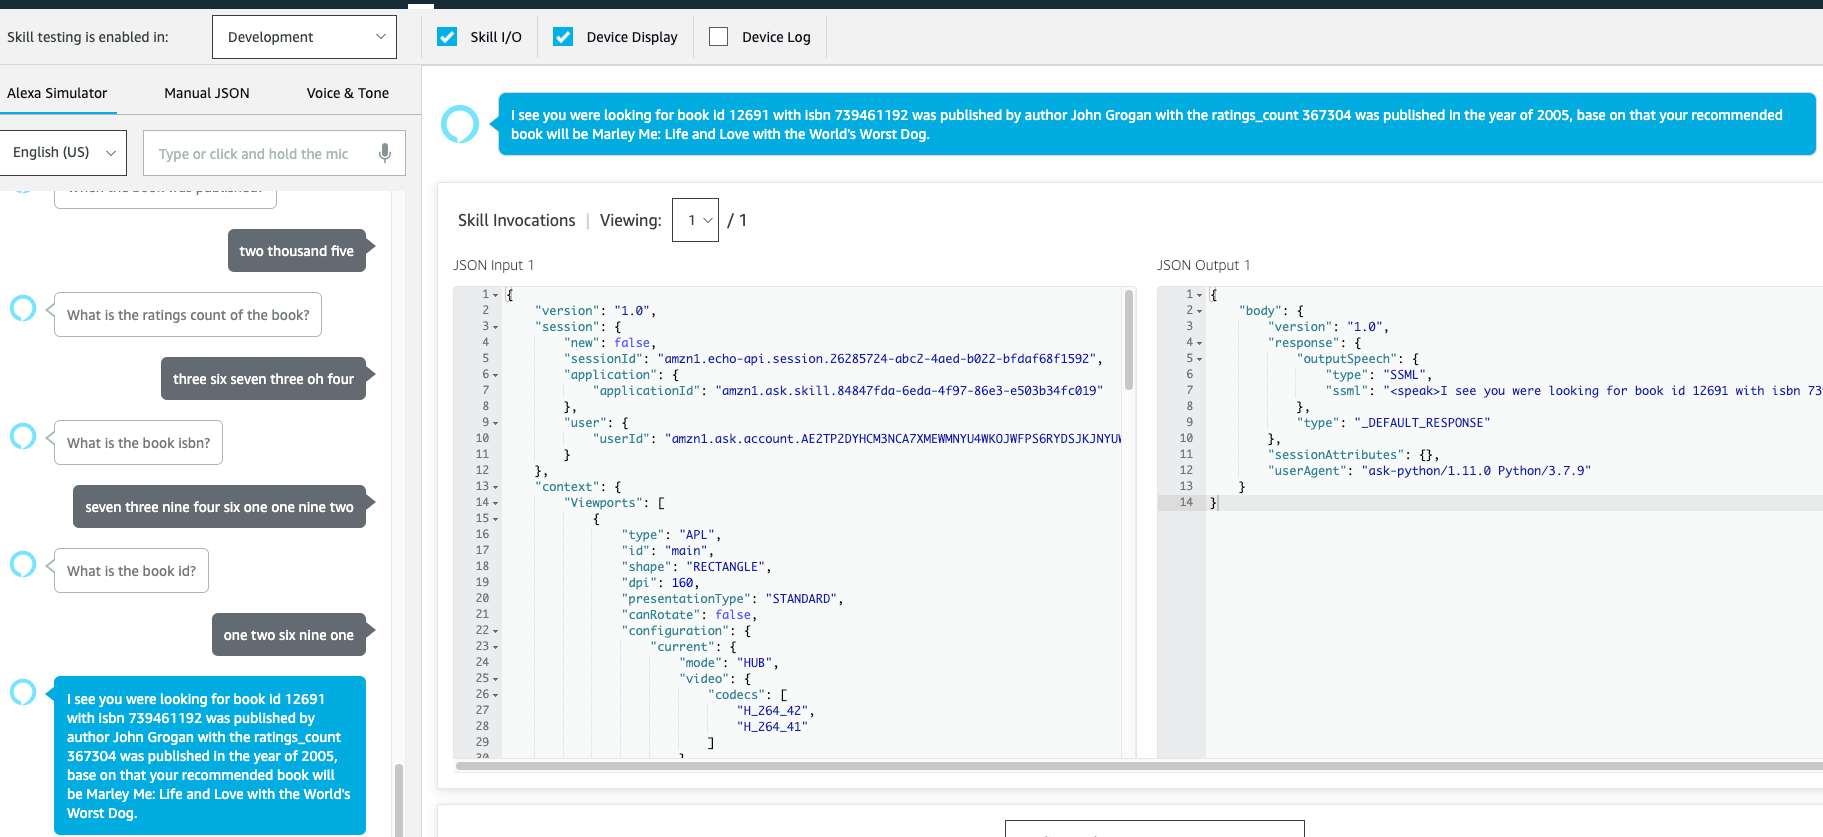 Skill testing is enabled in:
Development
Skill I/O
Device Display
Device Log
Alexa Simulator
Manual JSON
Voice & Tone
English (US)
Type or click and hold the mic
When the book was published?
two thousand five
What is the ratings count of the book?
three six seven three oh four
What is the book isbn?
seven three nine four six one one nine two
What is the book id?
one two six nine one
I see you were looking for book id 12691
with isbn 739461192 was published by
author John Grogan with the ratings_count
367304 was published in the year of 2005,
base on that your recommended book will
be Marley Me: Life and Love with the World's
Worst Dog.
I see you were looking for book id 12691 with isbn 739461192 was published by author John Grogan with the ratings_count 367304 was published in the year of 2005, base on that your recommended
book will be Marley Me: Life and Love with the World's Worst Dog.
Skill Invocations | Viewing: 1 / 1
JSON Input 1
1 {
2 "version": "1.0",
3 "session": {
4 "new": false,
5 "sessionId": "amzn1.echo-api.session.26285724-abc2-4aed-b022-bfdaf68f1592",
6 "application": {
7 "applicationId": "amzn1.ask.skill.84847fda-6eda-4f97-86e3-e503b34fc019"
8 },
9 "user": {
10 "userId": "amzn1.ask.account.AE2TP2DYHCM3NCA7XMEWMNYU4WKOJWFPS6RYDSJKJNYU
11 }
12 },
13 "context": {
14 "Viewports": [
15 {
16 "type": "APL",
17 "id": "main",
18 "shape": "RECTANGLE",
19 "dpi": 160,
20 "presentationType": "STANDARD",
21 "canRotate": false,
22 "configuration": {
23 "current": {
24 "mode": "HUB",
25 "video": {
26 "codecs": [
27 "H_264_42",
28 "H_264_41"
29 ]
30 }
JSON Output 1
1 {
2 "body": {
3 "version": "1.0",
4 "response": {
5 "outputSpeech": {
6 "type": "SSML",
7 "ssml": "<speak>I see you were looking for book id 12691 with isbn 73
8 },
9 "type": "_DEFAULT_RESPONSE"
10 },
11 "sessionAttributes": {},
12 "userAgent": "ask-python/1.11.0 Python/3.7.9"
13 }
14 }